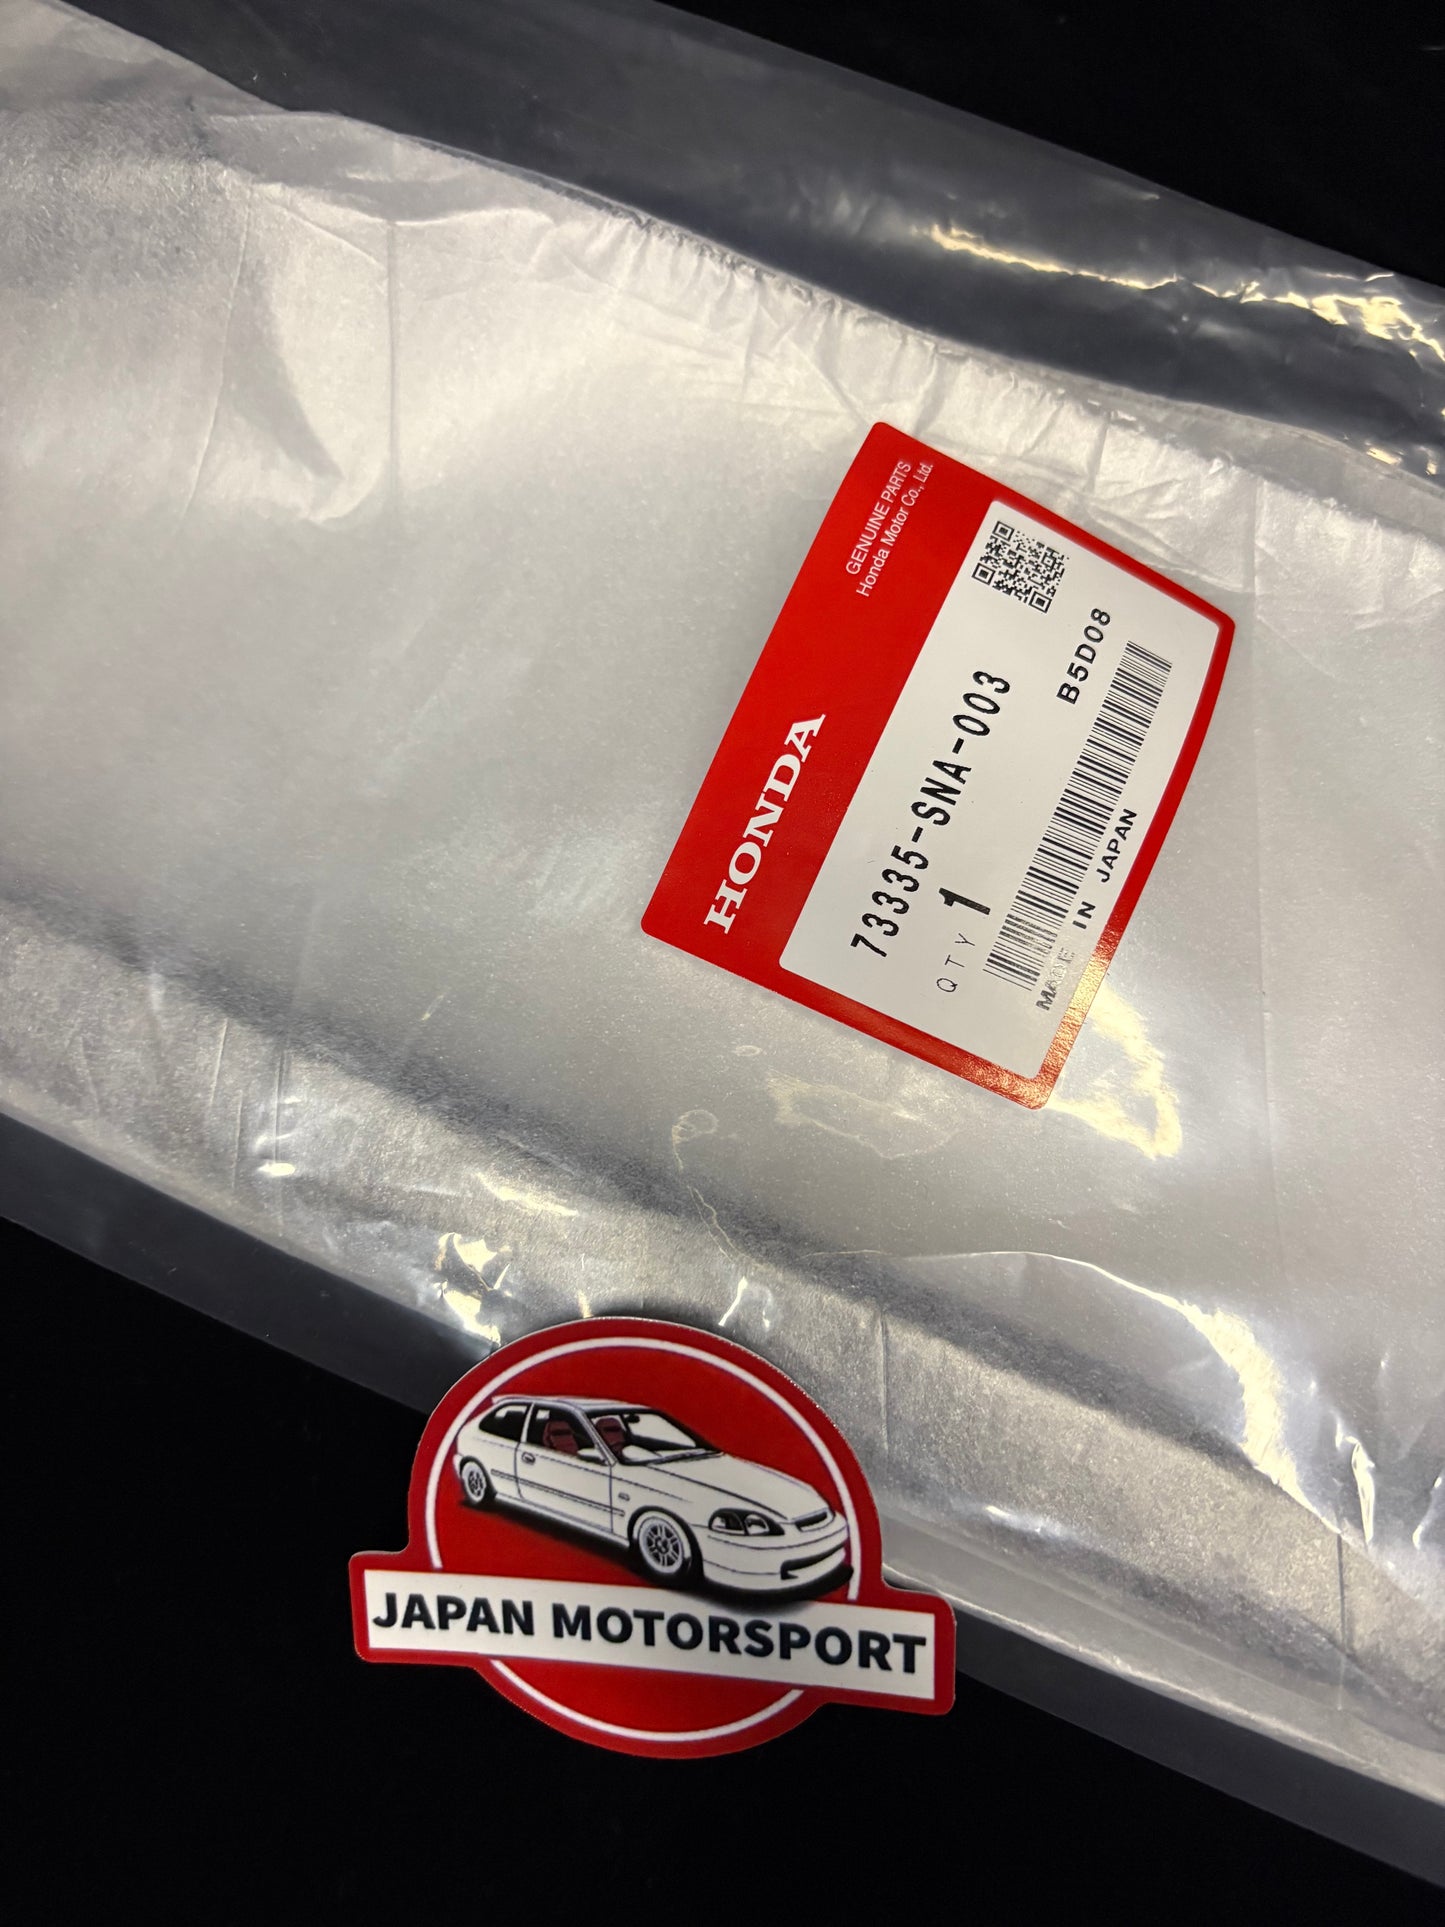 GENUINE PARTS
Honda Motor Co., Ltd.
HONDA
73335-SNA-003
QTY 1
B5D08
MADE IN JAPAN
JAPAN MOTORSPORT